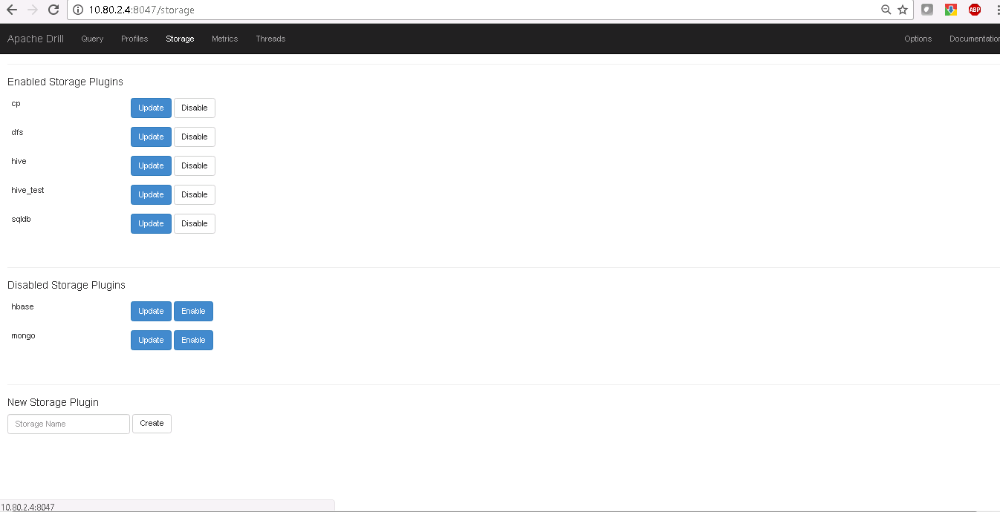 10.80.2.4:8047/storage
ABP
Apache Drill Query Profiles Storage Metrics Threads Options Documentation
Enabled Storage Plugins
cp Update Disable
dfs Update Disable
hive Update Disable
hive_test Update Disable
sqldb Update Disable
Disabled Storage Plugins
hbase Update Enable
mongo Update Enable
New Storage Plugin
Storage Name Create
10.80.2.4:8047